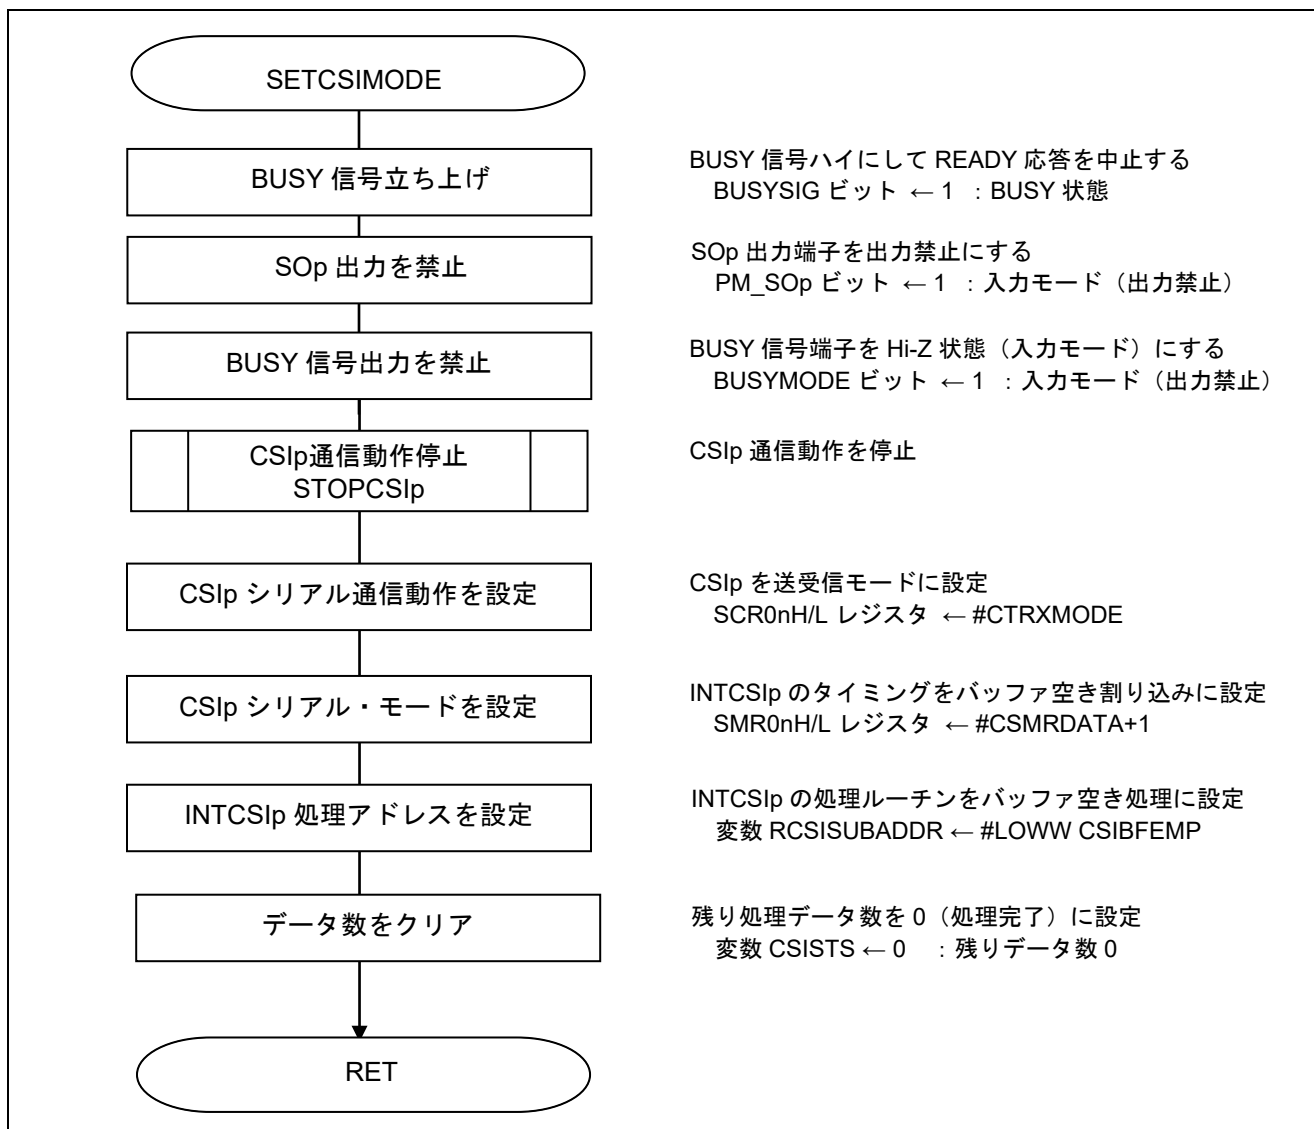 SETCSIMODE
BUSY 信号立ち上げ
BUSY 信号ハイにして READY 応答を中止する
BUSYSIG ビット ← 1 : BUSY 状態
SOp 出力を禁止
SOp 出力端子を出力禁止にする
PM_SOp ビット ← 1 : 入力モード（出力禁止）
BUSY 信号出力を禁止
BUSY 信号端子を Hi-Z 状態（入力モード）にする
BUSYMODE ビット ← 1 : 入力モード（出力禁止）
CSIp通信動作停止
STOPCSIp
CSIp 通信動作を停止
CSIp シリアル通信動作を設定
CSIp を送受信モードに設定
SCR0nH/L レジスタ ← #CTRXMODE
CSIp シリアル・モードを設定
INTCSIp のタイミングをバッファ空き割り込みに設定
SMR0nH/L レジスタ ← #CSMRDATA+1
INTCSIp 処理アドレスを設定
INTCSIp の処理ルーチンをバッファ空き処理に設定
変数 RCSISUBADDR ← #LOWW CSIBFEMP
データ数をクリア
残り処理データ数を 0（処理完了）に設定
変数 CSISTS ← 0 : 残りデータ数 0
RET